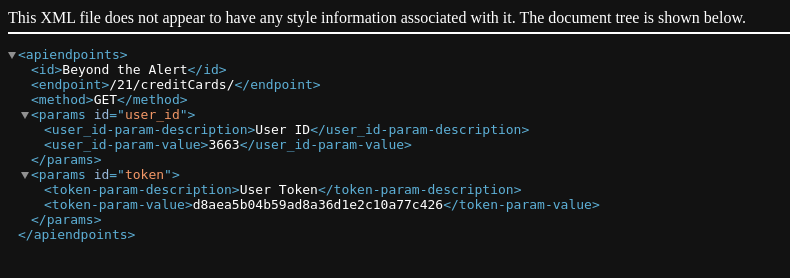 This XML file does not appear to have any style information associated with it. The document tree is shown below.
<apiendpoints>
<id>Beyond the Alert</id>
<endpoint>/21/creditCards/</endpoint>
<method>GET</method>
<params id="user_id">
<user_id-param-description>User ID</user_id-param-description>
<user_id-param-value>3663</user_id-param-value>
</params>
<params id="token">
<token-param-description>User Token</token-param-description>
<token-param-value>d8aea5b04b59ad8a36d1e2c10a77c426</token-param-value>
</params>
</apiendpoints>